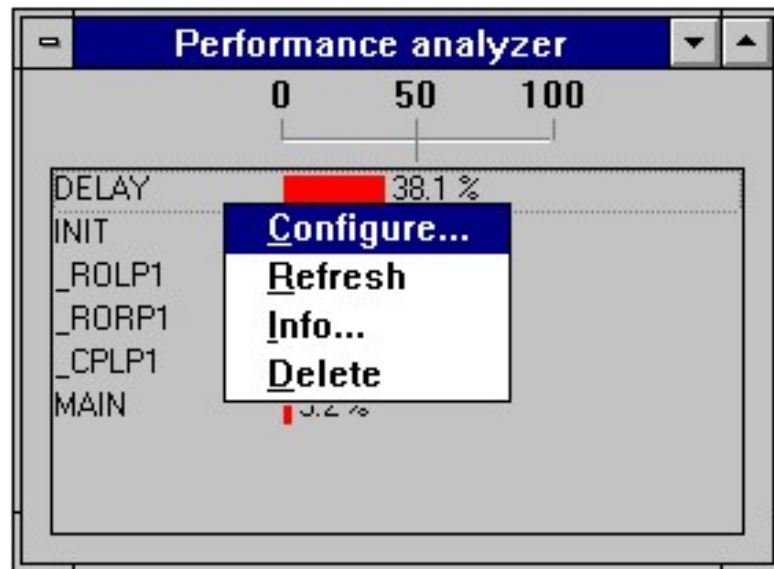 Performance analyzer
0 50 100
DELAY 38.1 %
INIT
Configure...
_ROLP1
Refresh
_RORP1
Info...
_CPLP1
Delete
MAIN